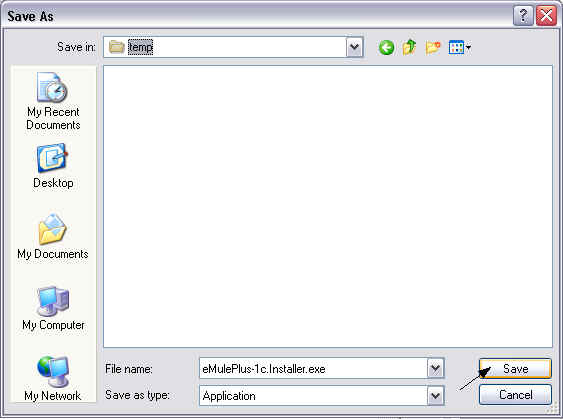 Save As
Save in:
temp
My Recent
Documents
Desktop
My Documents
My Computer
My Network
File name:
eMulePlus-1c.Installer.exe
Save
Save as type:
Application
Cancel